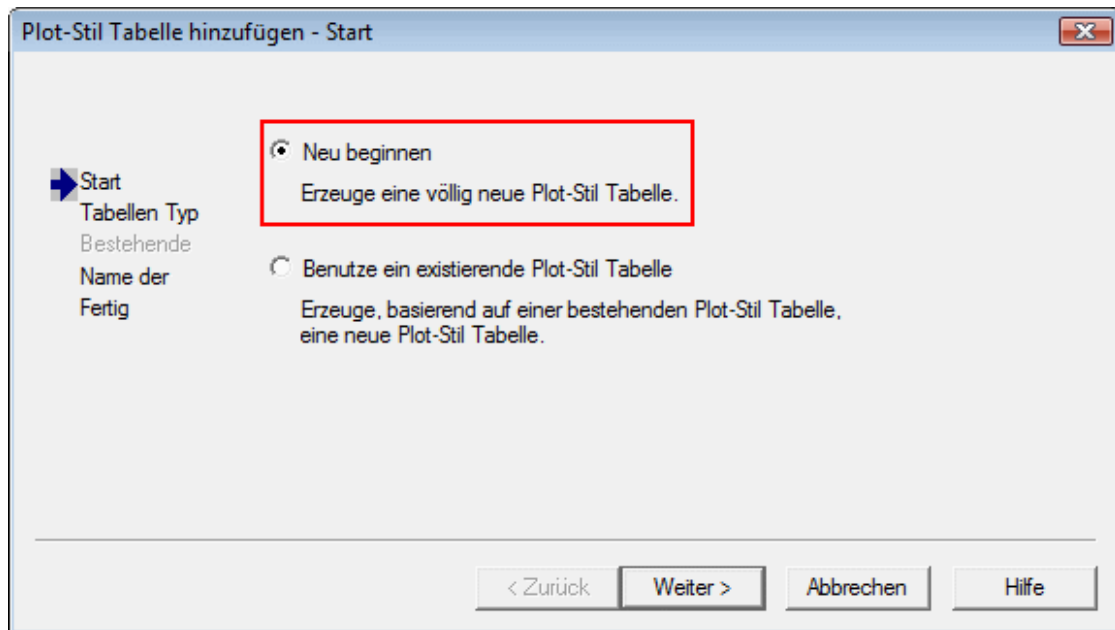 Plot-Stil Tabelle hinzufügen - Start
Start
Tabellen Typ
Bestehende
Name der
Fertig
Neu beginnen
Erzeuge eine völlig neue Plot-Stil Tabelle.
Benutze ein existierende Plot-Stil Tabelle
Erzeuge, basierend auf einer bestehenden Plot-Stil Tabelle,
eine neue Plot-Stil Tabelle.
< Zurück
Weiter >
Abbrechen
Hilfe